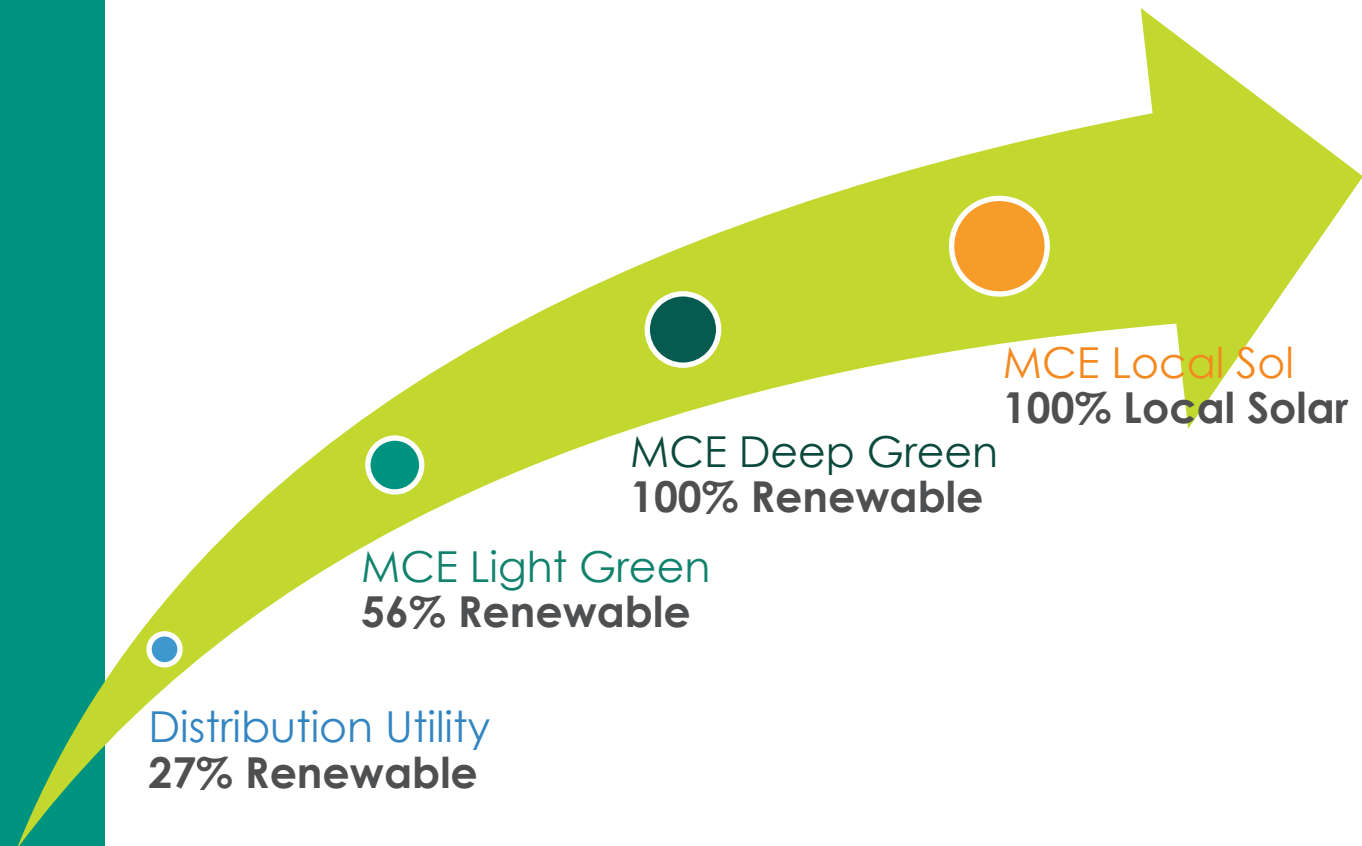 MCE Local Sol
100% Local Solar
MCE Deep Green
100% Renewable
MCE Light Green
56% Renewable
Distribution Utility
27% Renewable